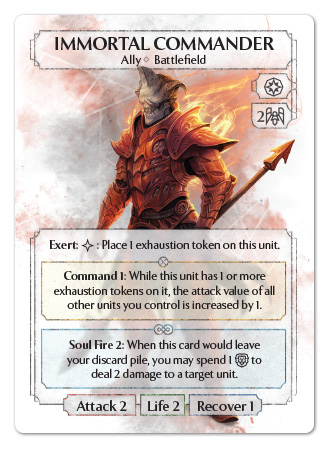 IMMORTAL COMMANDER
Ally ◇ Battlefield
2
Exert: ✧ : Place 1 exhaustion token on this unit.
Command 1: While this unit has 1 or more
exhaustion tokens on it, the attack value of all
other units you control is increased by 1.
Soul Fire 2: When this card would leave
your discard pile, you may spend 1 to
deal 2 damage to a target unit.
Attack 2 Life 2 Recover 1